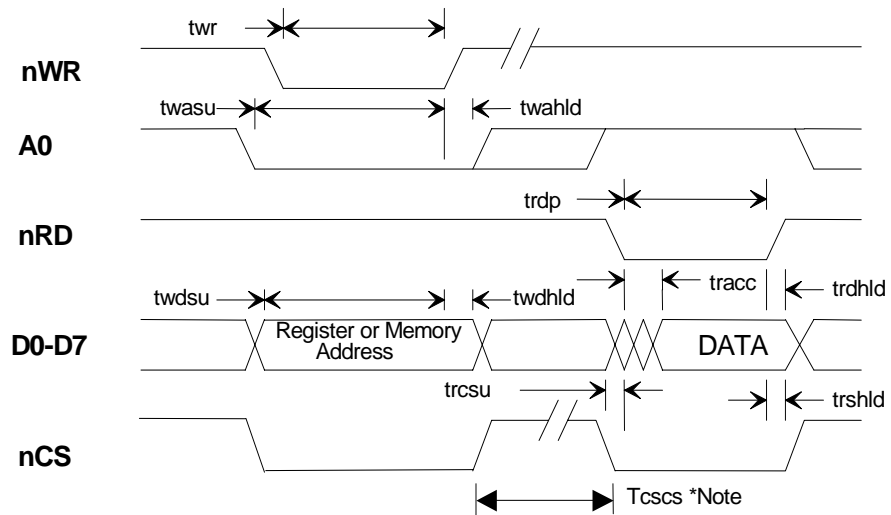 twr
nWR
twasu
twahld
A0
trdp
nRD
twdsu
twdhld
tracc
trdhld
D0-D7
Register or Memory
Address
DATA
trcsu
trshld
nCS
Tcscs *Note